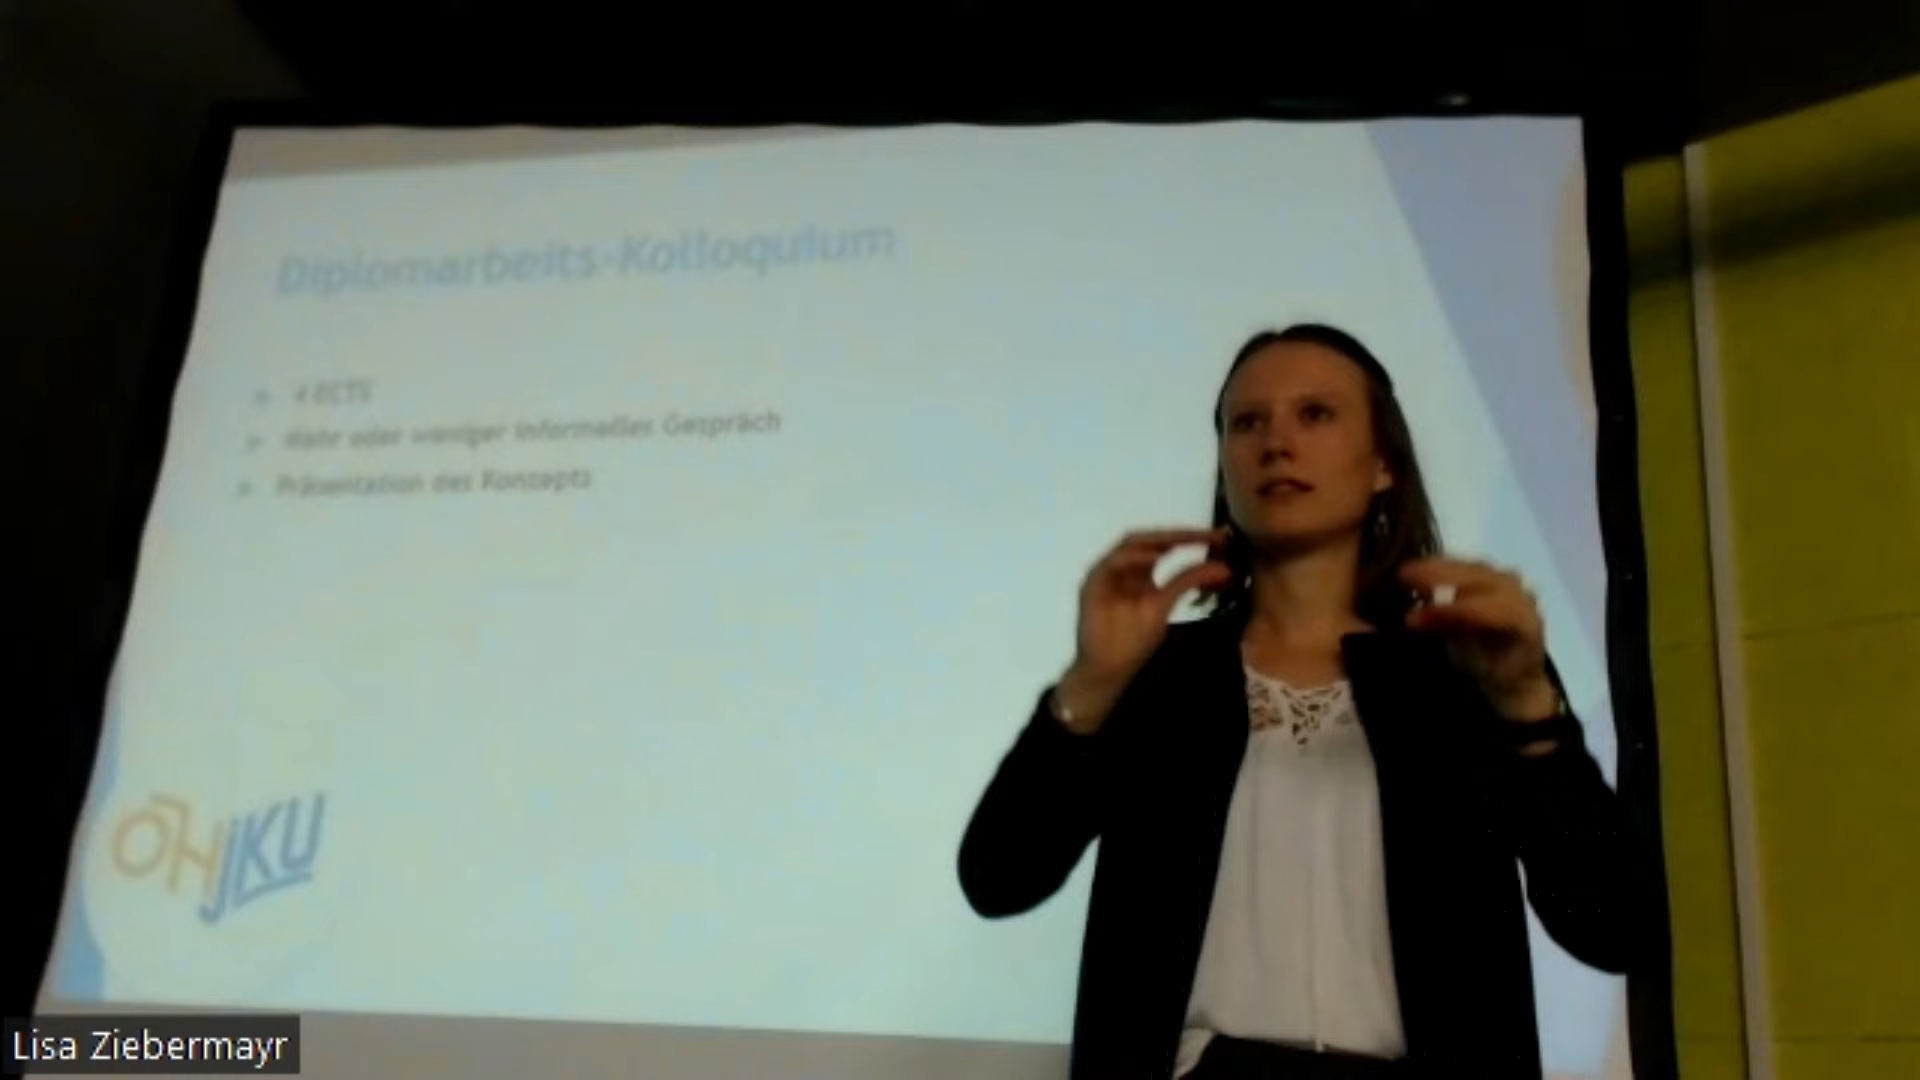 Diplomarbeits-Kolloquium
4 ECTS
Mehr oder weniger informelles Gespräch
Präsentation des Konzepts
ÖH JKU
Lisa Ziebermayr